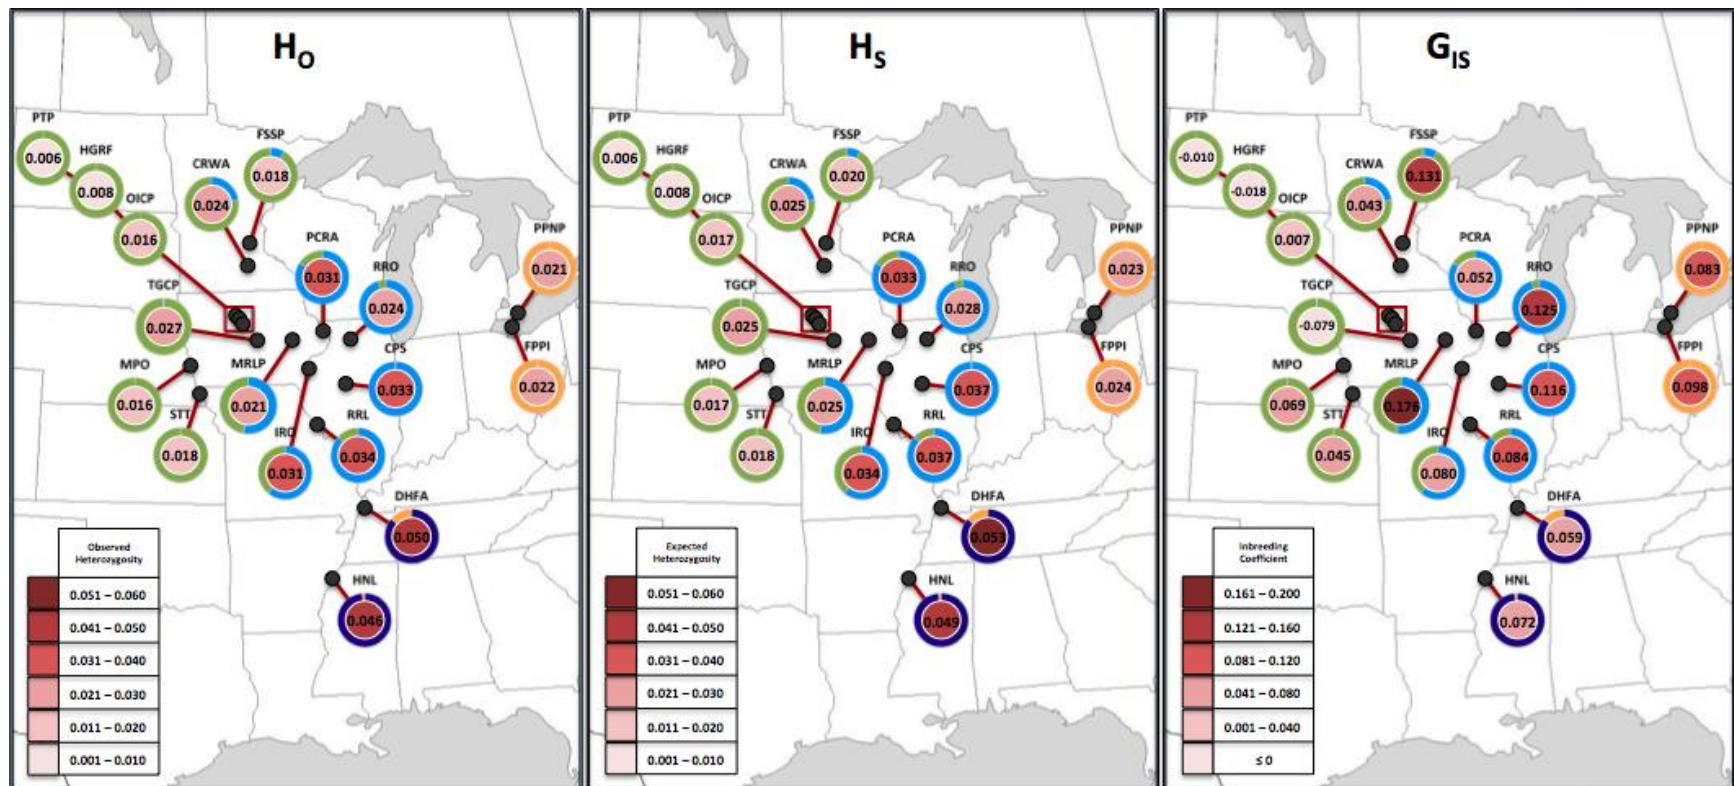 H_O
PTP
0.006
HGRF
0.008
OICP
0.016
CRWA
0.024
FSSP
0.018
PCRA
0.031
RRO
0.024
PPNP
0.021
TGCP
0.027
MPO
0.016
MRLP
0.021
CPS
0.033
FPPI
0.022
STT
0.018
IRO
0.031
RRL
0.034
DHFA
0.050
HNL
0.046
Observed
Heterozygosity
0.051 – 0.060
0.041 – 0.050
0.031 – 0.040
0.021 – 0.030
0.011 – 0.020
0.001 – 0.010
H_S
PTP
0.006
HGRF
0.008
OICP
0.017
CRWA
0.025
FSSP
0.020
PCRA
0.033
RRO
0.028
PPNP
0.023
TGCP
0.025
MPO
0.017
MRLP
0.025
CPS
0.037
FPPI
0.024
STT
0.018
IRO
0.034
RRL
0.037
DHFA
0.053
HNL
0.049
Expected
Heterozygosity
0.051 – 0.060
0.041 – 0.050
0.031 – 0.040
0.021 – 0.030
0.011 – 0.020
0.001 – 0.010
G_IS
PTP
-0.010
HGRF
-0.018
OICP
0.007
CRWA
0.043
FSSP
0.131
PCRA
0.052
RRO
0.125
PPNP
0.083
TGCP
-0.079
MPO
0.069
MRLP
0.176
CPS
0.116
FPPI
0.098
STT
0.045
IRO
0.080
RRL
0.084
DHFA
0.059
HNL
0.072
Inbreeding
Coefficient
0.161 – 0.200
0.121 – 0.160
0.081 – 0.120
0.041 – 0.080
0.001 – 0.040
≤ 0